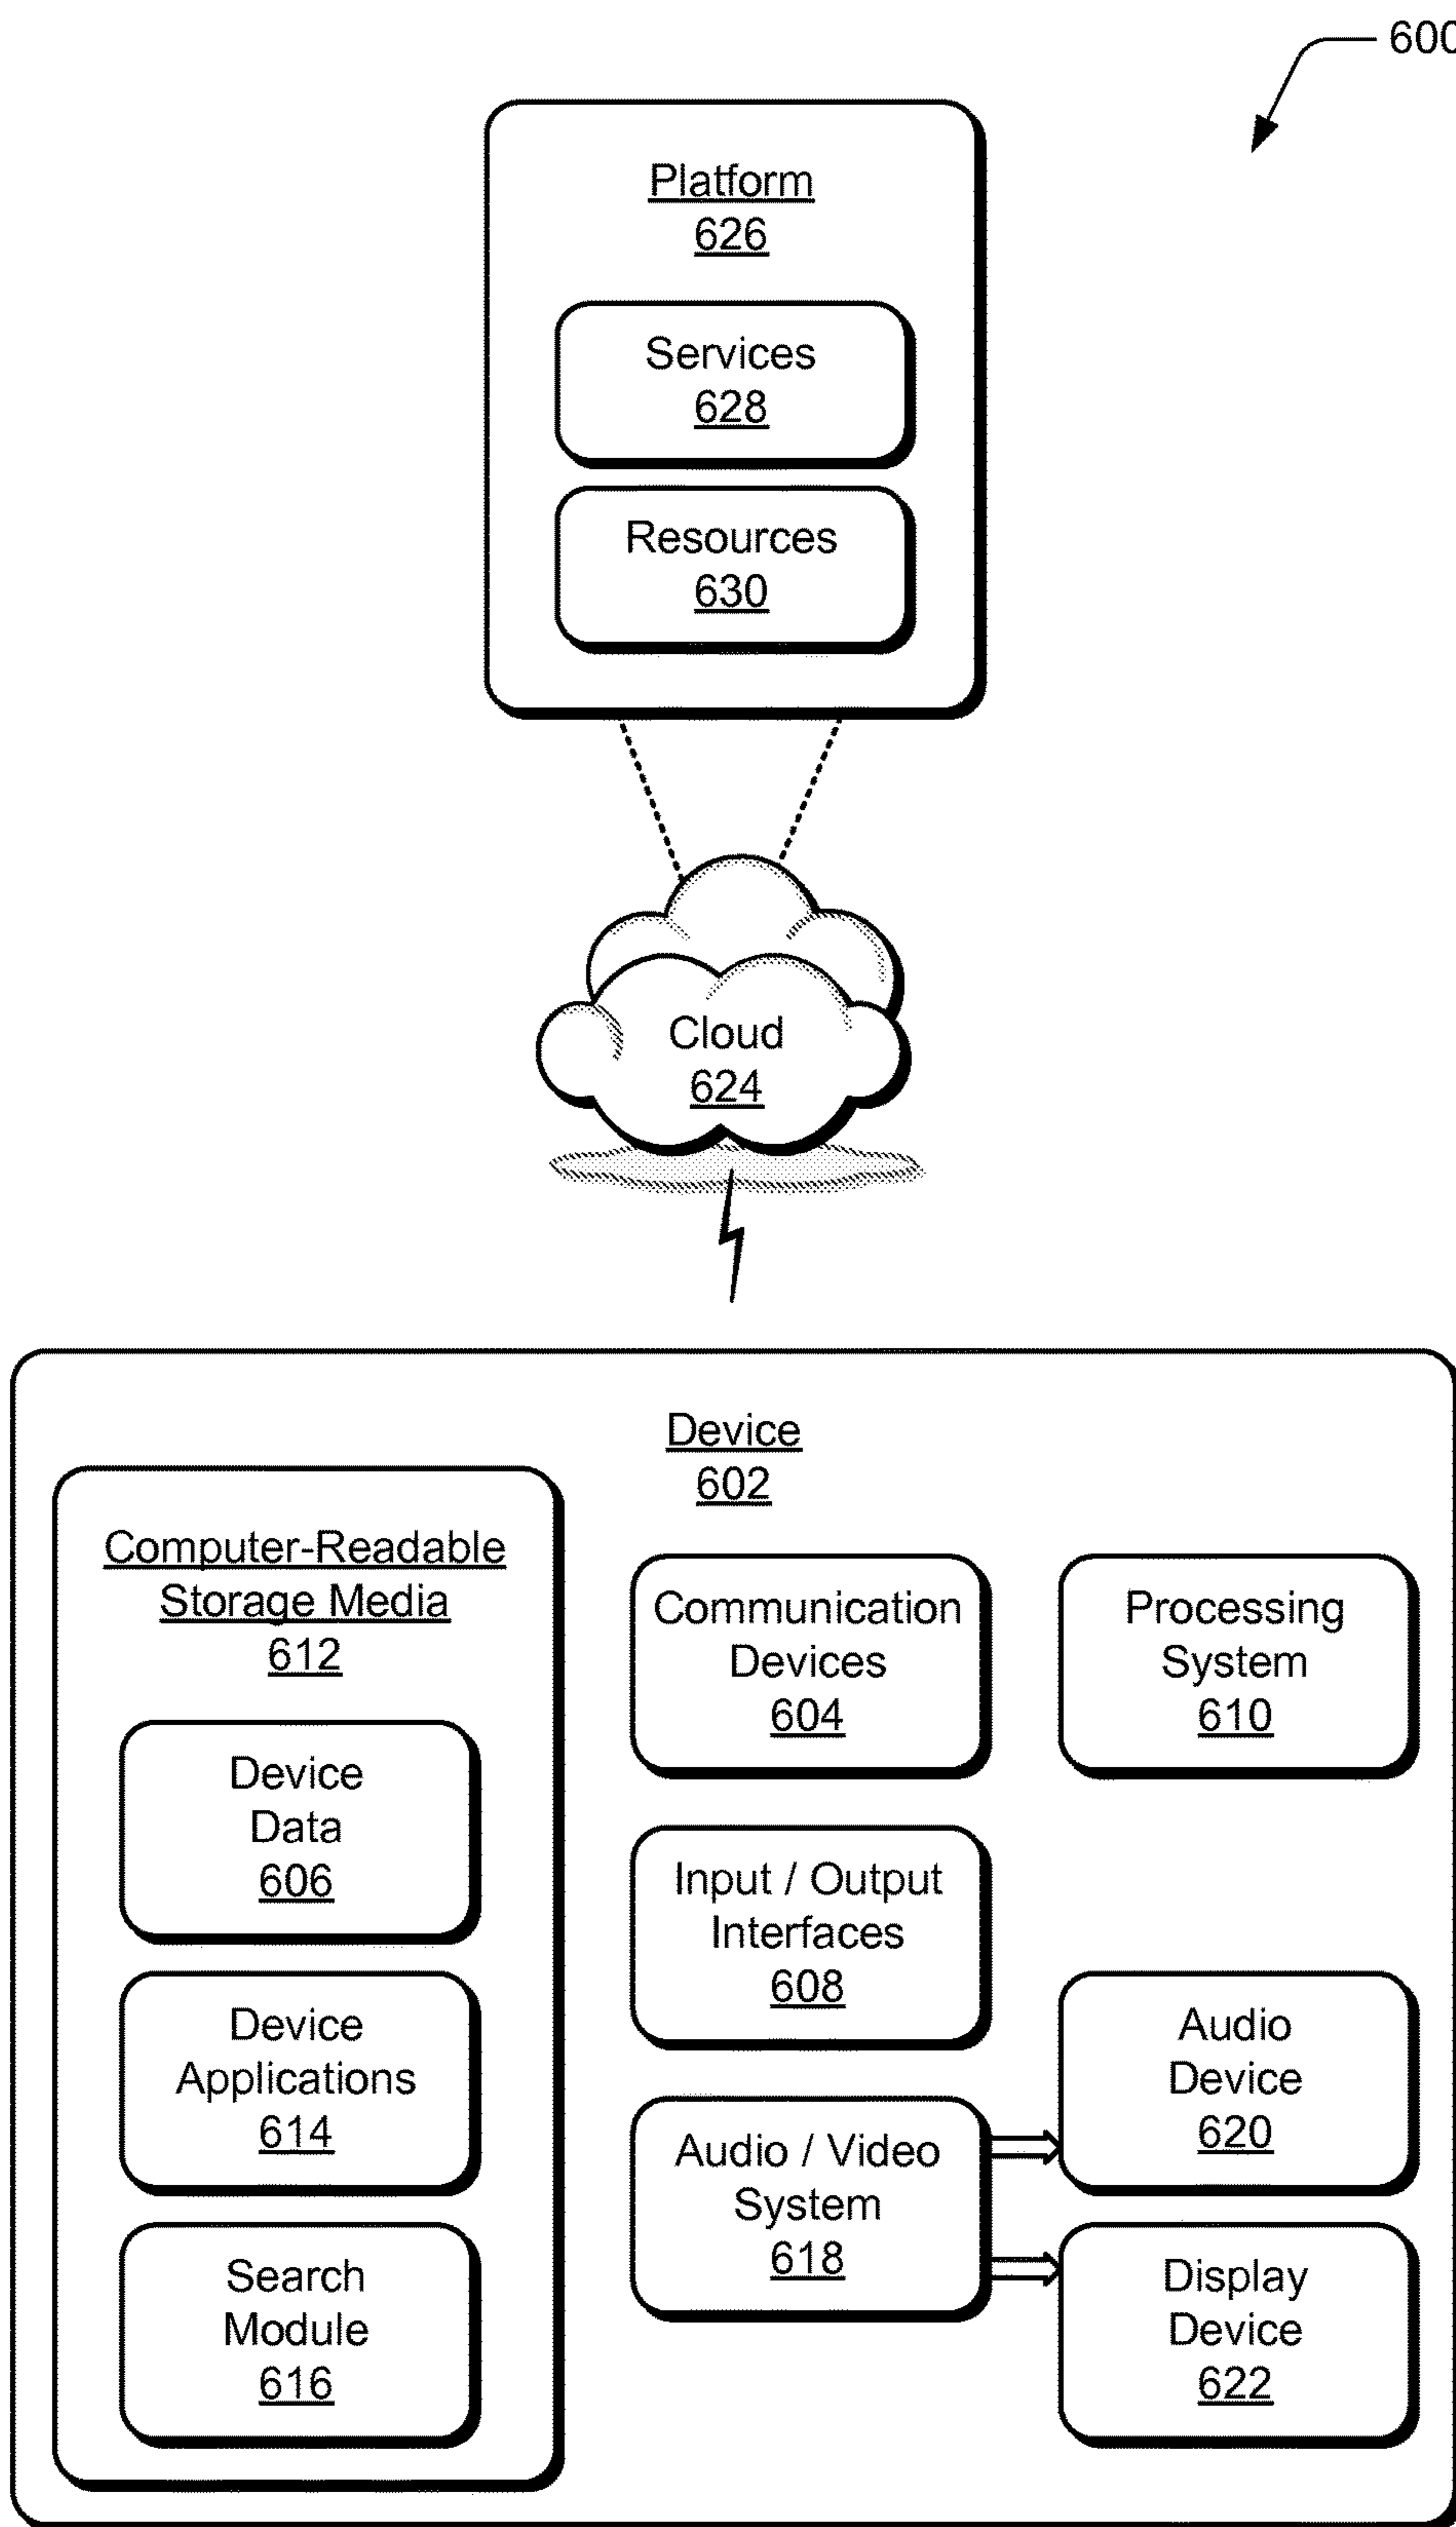 600
Platform
626
Services
628
Resources
630
Cloud
624
Device
602
Computer-Readable
Storage Media
612
Device
Data
606
Device
Applications
614
Search
Module
616
Communication
Devices
604
Input / Output
Interfaces
608
Audio / Video
System
618
Processing
System
610
Audio
Device
620
Display
Device
622